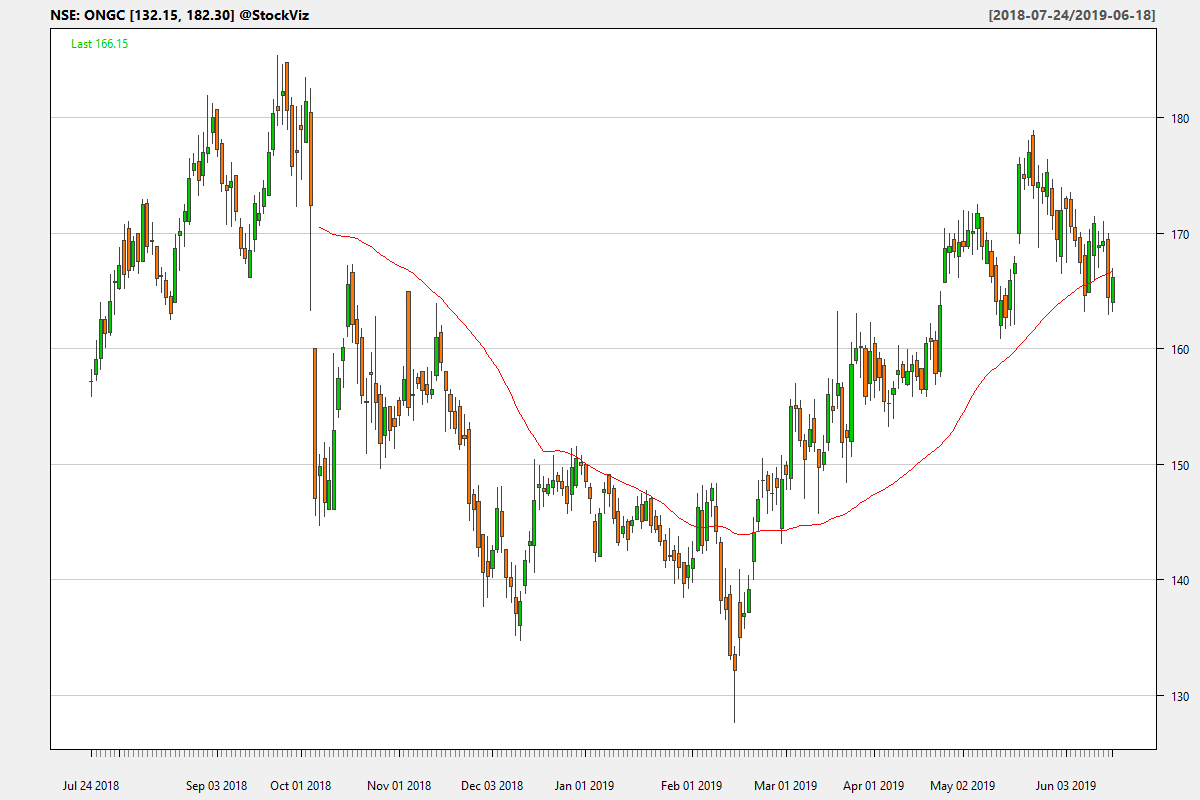 NSE: ONGC [132.15, 182.30] @StockViz
[2018-07-24/2019-06-18]
Last 166.15
180
170
160
150
140
130
Jul 24 2018 Sep 03 2018 Oct 01 2018 Nov 01 2018 Dec 03 2018 Jan 01 2019 Feb 01 2019 Mar 01 2019 Apr 01 2019 May 02 2019 Jun 03 2019